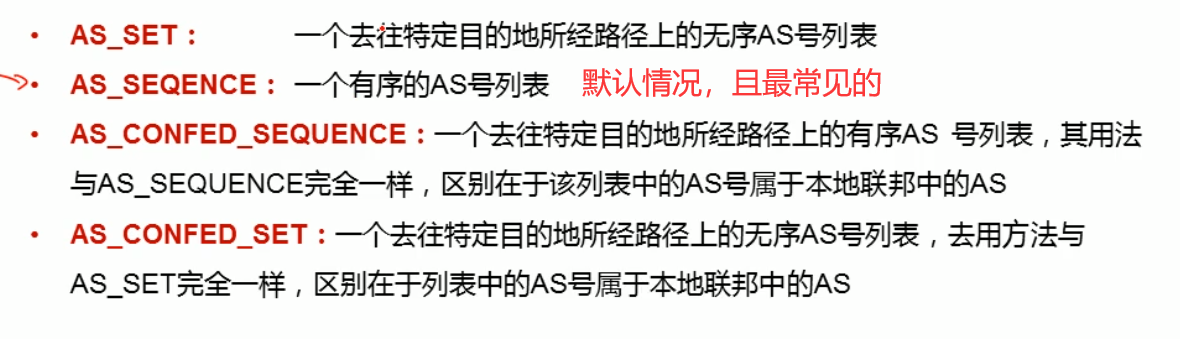 • AS_SET： 一个去往特定目的地所经路径上的无序AS号列表
• AS_SEQENCE：一个有序的AS号列表 默认情况，且最常见的
• AS_CONFED_SEQUENCE：一个去往特定目的地所经路径上的有序AS 号列表，其用法
与AS_SEQUENCE完全一样，区别在于该列表中的AS号属于本地联邦中的AS
• AS_CONFED_SET：一个去往特定目的地所经路径上的无序AS号列表，去用方法与
AS_SET完全一样，区别在于列表中的AS号属于本地联邦中的AS